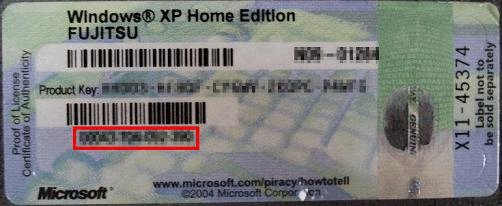 Windows® XP Home Edition
FUJITSU
Product Key:
Proof of License
Certificate of Authenticity
X11-45374
Label not to
be sold separately
GENUINE
Microsoft®
www.microsoft.com/piracy/howtotell
©2004 Microsoft Corporation